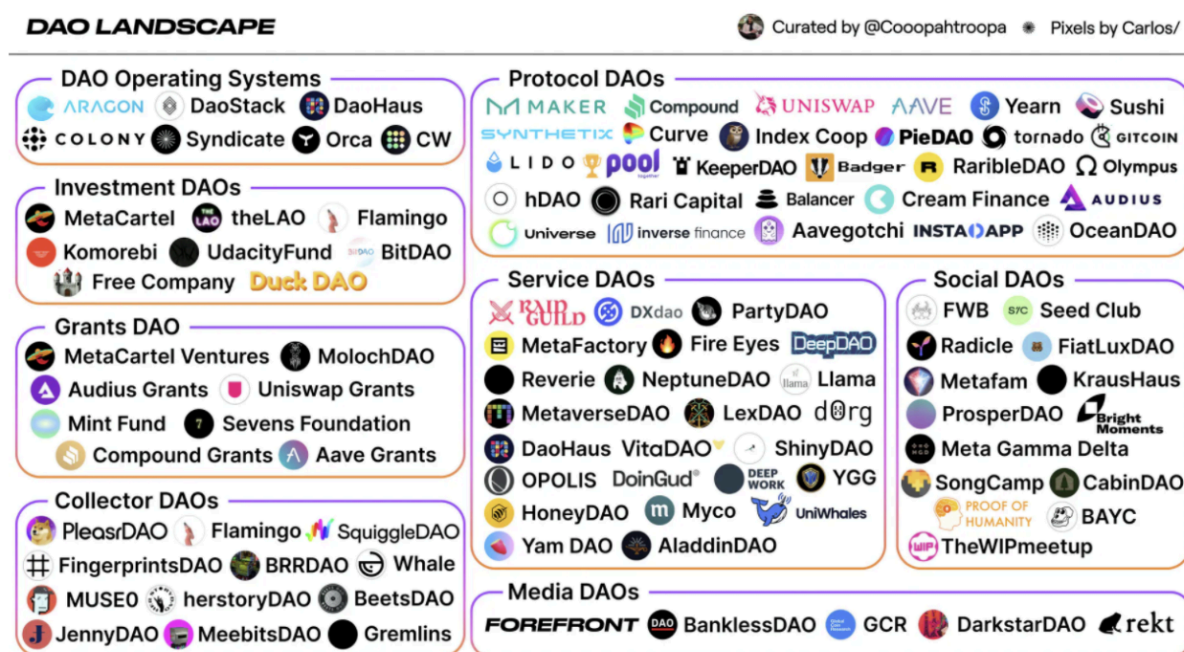 DAO LANDSCAPE
Curated by @Cooopahtroopa Pixels by Carlos/
DAO Operating Systems
ARAGON DaoStack DaoHaus
COLONY Syndicate Orca CW
Investment DAOs
MetaCartel THE LAO theLAO Flamingo
Komorebi UdacityFund BitDAO BitDAO
Free Company Duck DAO
Grants DAO
MetaCartel Ventures MolochDAO
Audius Grants Uniswap Grants
Mint Fund 7 Sevens Foundation
Compound Grants Aave Grants
Collector DAOs
PleasrDAO Flamingo SquiggleDAO
FingerprintsDAO BRRDAO Whale
MUSE0 herstoryDAO BeetsDAO
J JennyDAO MeebitsDAO Gremlins
Protocol DAOs
MAKER Compound UNISWAP AAVE Yearn Sushi
SYNTHETIX Curve Index Coop PieDAO tornado GITCOIN
LIDO pool together KeeperDAO Badger R RaribleDAO Olympus
hDAO Rari Capital Balancer Cream Finance AUDIUS
Universe inverse finance Aavegotchi INSTADAPP OceanDAO
Service DAOs
RAID GUILD DXdao PartyDAO
MetaFactory Fire Eyes DeepDAO
Reverie NeptuneDAO llama Llama
MetaverseDAO LexDAO d0rg
DaoHaus VitaDAO ShinyDAO
OPOLIS DoinGud DEEP WORK YGG
HoneyDAO m Myco UniWhales
Yam DAO AladdinDAO
Social DAOs
FWB S?C Seed Club
Radicle FiatLuxDAO
Metafam KrausHaus
ProsperDAO Bright Moments
Meta Gamma Delta
SongCamp CabinDAO
PROOF OF HUMANITY BAYC
WIP TheWIPmeetup
Media DAOs
FOREFRONT DAO BanklessDAO GCR DarkstarDAO rekt